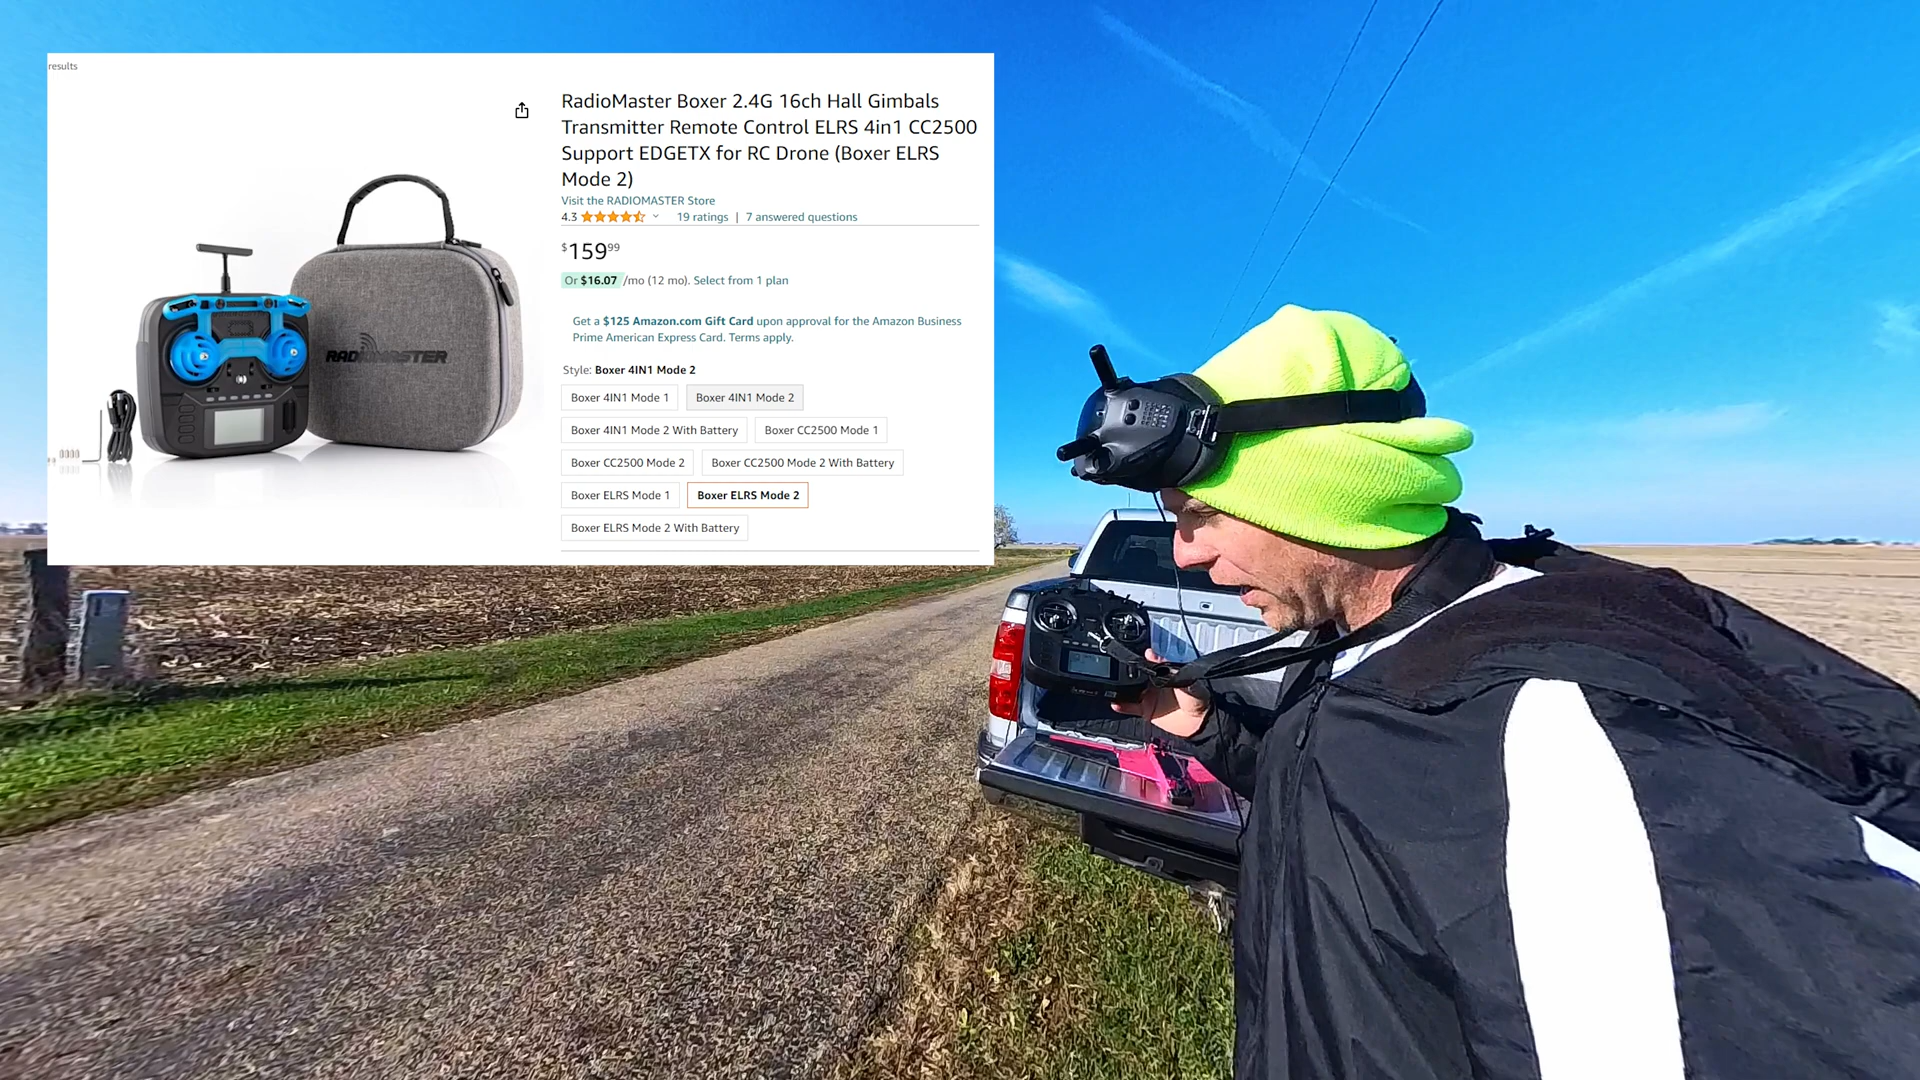 results
RadioMaster Boxer 2.4G 16ch Hall Gimbals
Transmitter Remote Control ELRS 4in1 CC2500
Support EDGETX for RC Drone (Boxer ELRS
Mode 2)
Visit the RADIOMASTER Store
4.3 19 ratings | 7 answered questions
$159 99
Or $16.07 /mo (12 mo). Select from 1 plan
Get a $125 Amazon.com Gift Card upon approval for the Amazon Business
Prime American Express Card. Terms apply.
Style: Boxer 4IN1 Mode 2
Boxer 4IN1 Mode 1 Boxer 4IN1 Mode 2
Boxer 4IN1 Mode 2 With Battery Boxer CC2500 Mode 1
Boxer CC2500 Mode 2 Boxer CC2500 Mode 2 With Battery
Boxer ELRS Mode 1 Boxer ELRS Mode 2
Boxer ELRS Mode 2 With Battery
RADIOMASTER